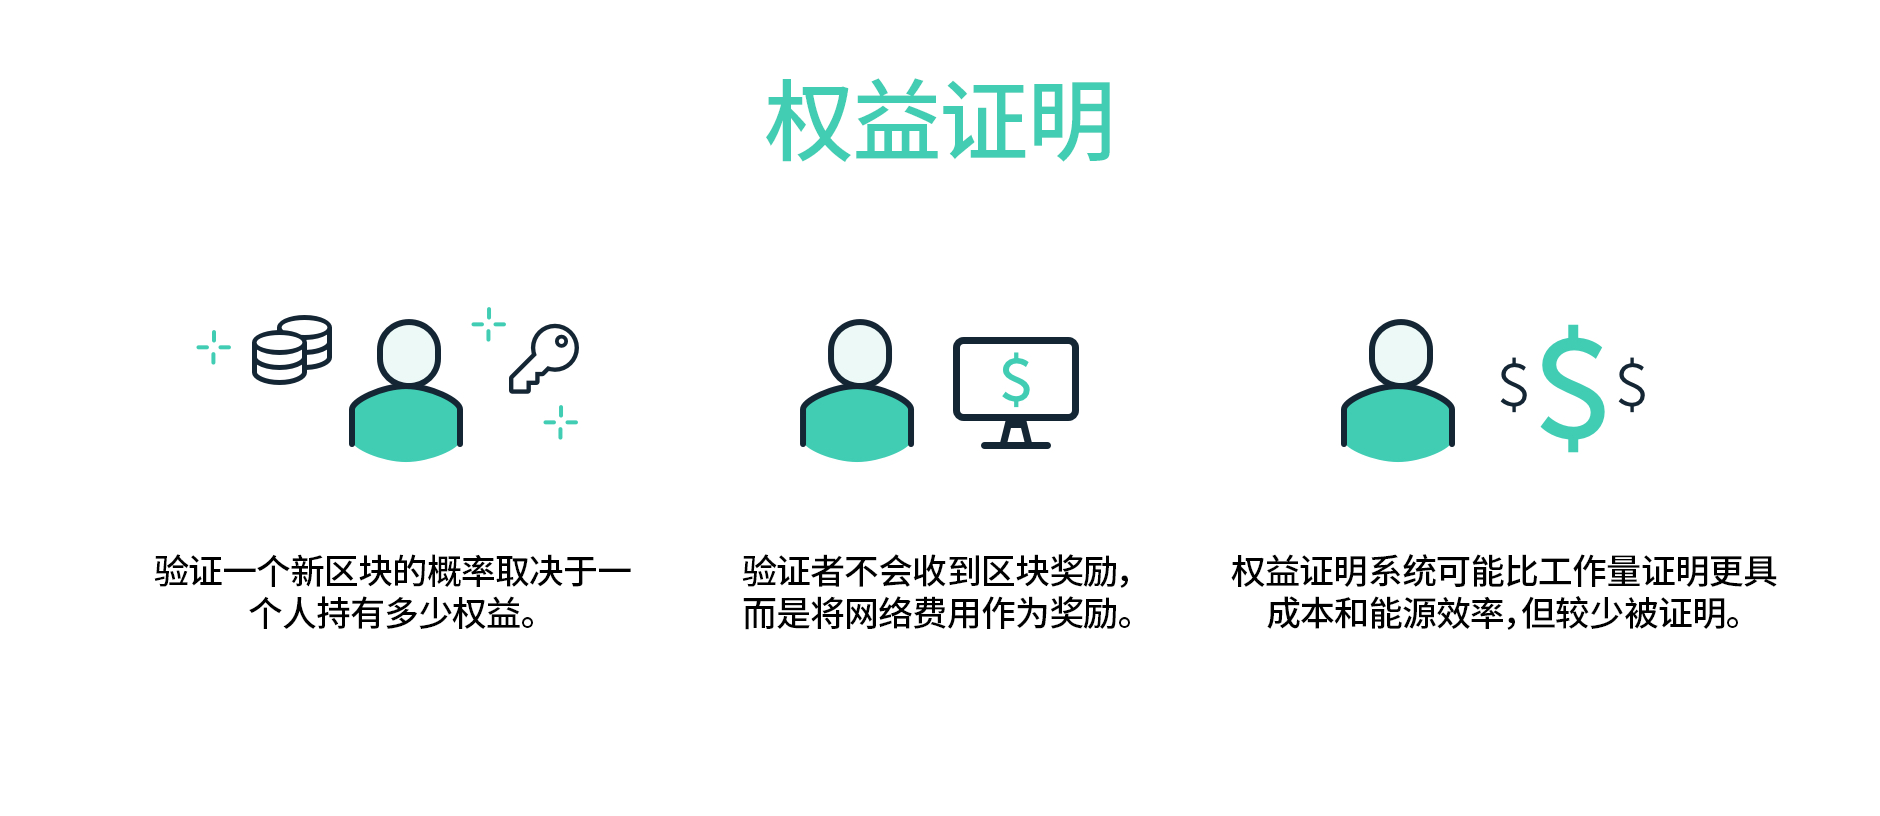 权益证明
验证一个新区块的概率取决于一
个人持有多少权益。
验证者不会收到区块奖励，
而是将网络费用作为奖励。
权益证明系统可能比工作量证明更具
成本和能源效率，但较少被证明。